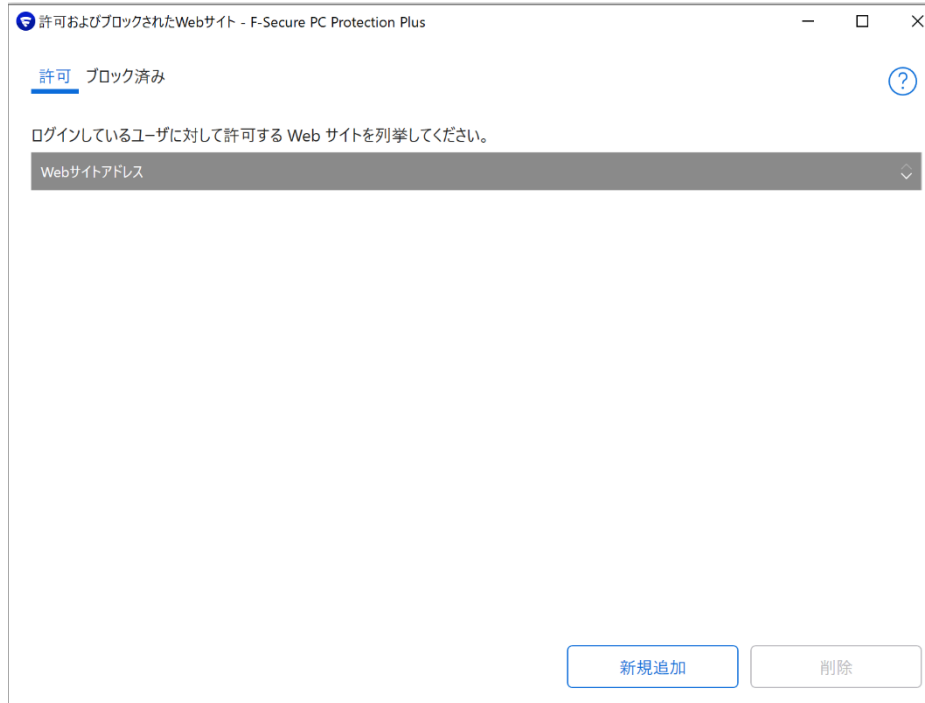 許可およびブロックされたWebサイト - F-Secure PC Protection Plus
許可 ブロック済み
?
ログインしているユーザに対して許可する Web サイトを列挙してください。
Webサイトアドレス
新規追加 削除